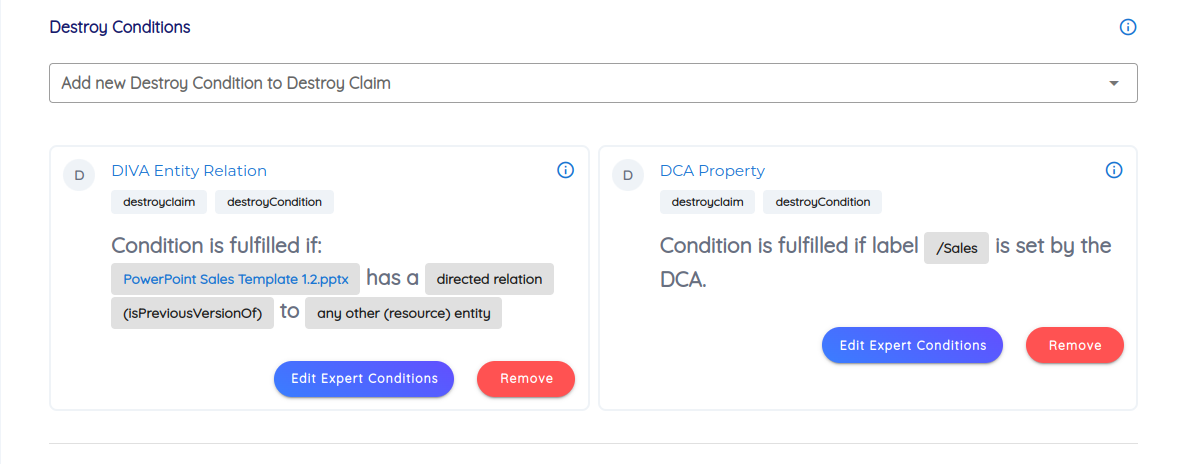 Destroy Conditions
Add new Destroy Condition to Destroy Claim
D
DIVA Entity Relation
destroyclaim destroyCondition
Condition is fulfilled if:
PowerPoint Sales Template 1.2.pptx has a directed relation
(isPreviousVersionOf) to any other (resource) entity
Edit Expert Conditions Remove
D
DCA Property
destroyclaim destroyCondition
Condition is fulfilled if label /Sales is set by the
DCA.
Edit Expert Conditions Remove